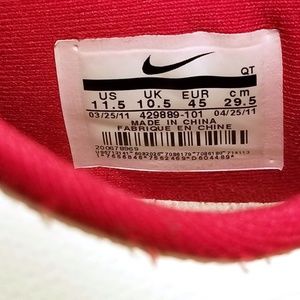 QT
US UK EUR cm
11.5 10.5 45 29.5
03/25/11 429889-101 04/25/11
MADE IN CHINA
FABRIQUE EN CHINE